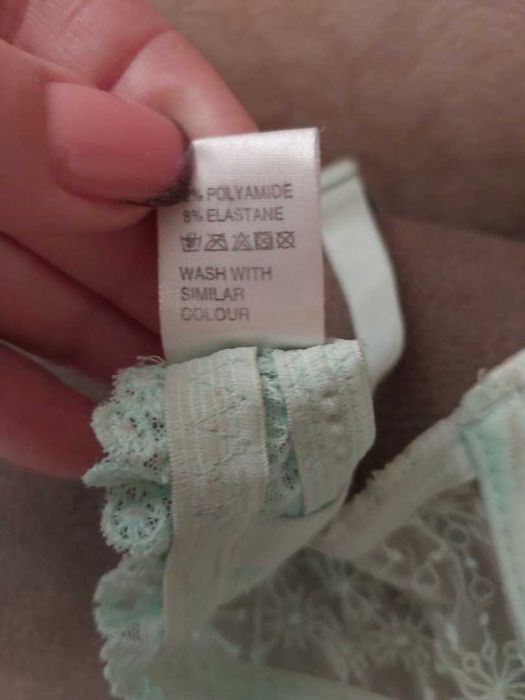 % POLYAMIDE
8% ELASTANE
WASH WITH
SIMILAR
COLOUR